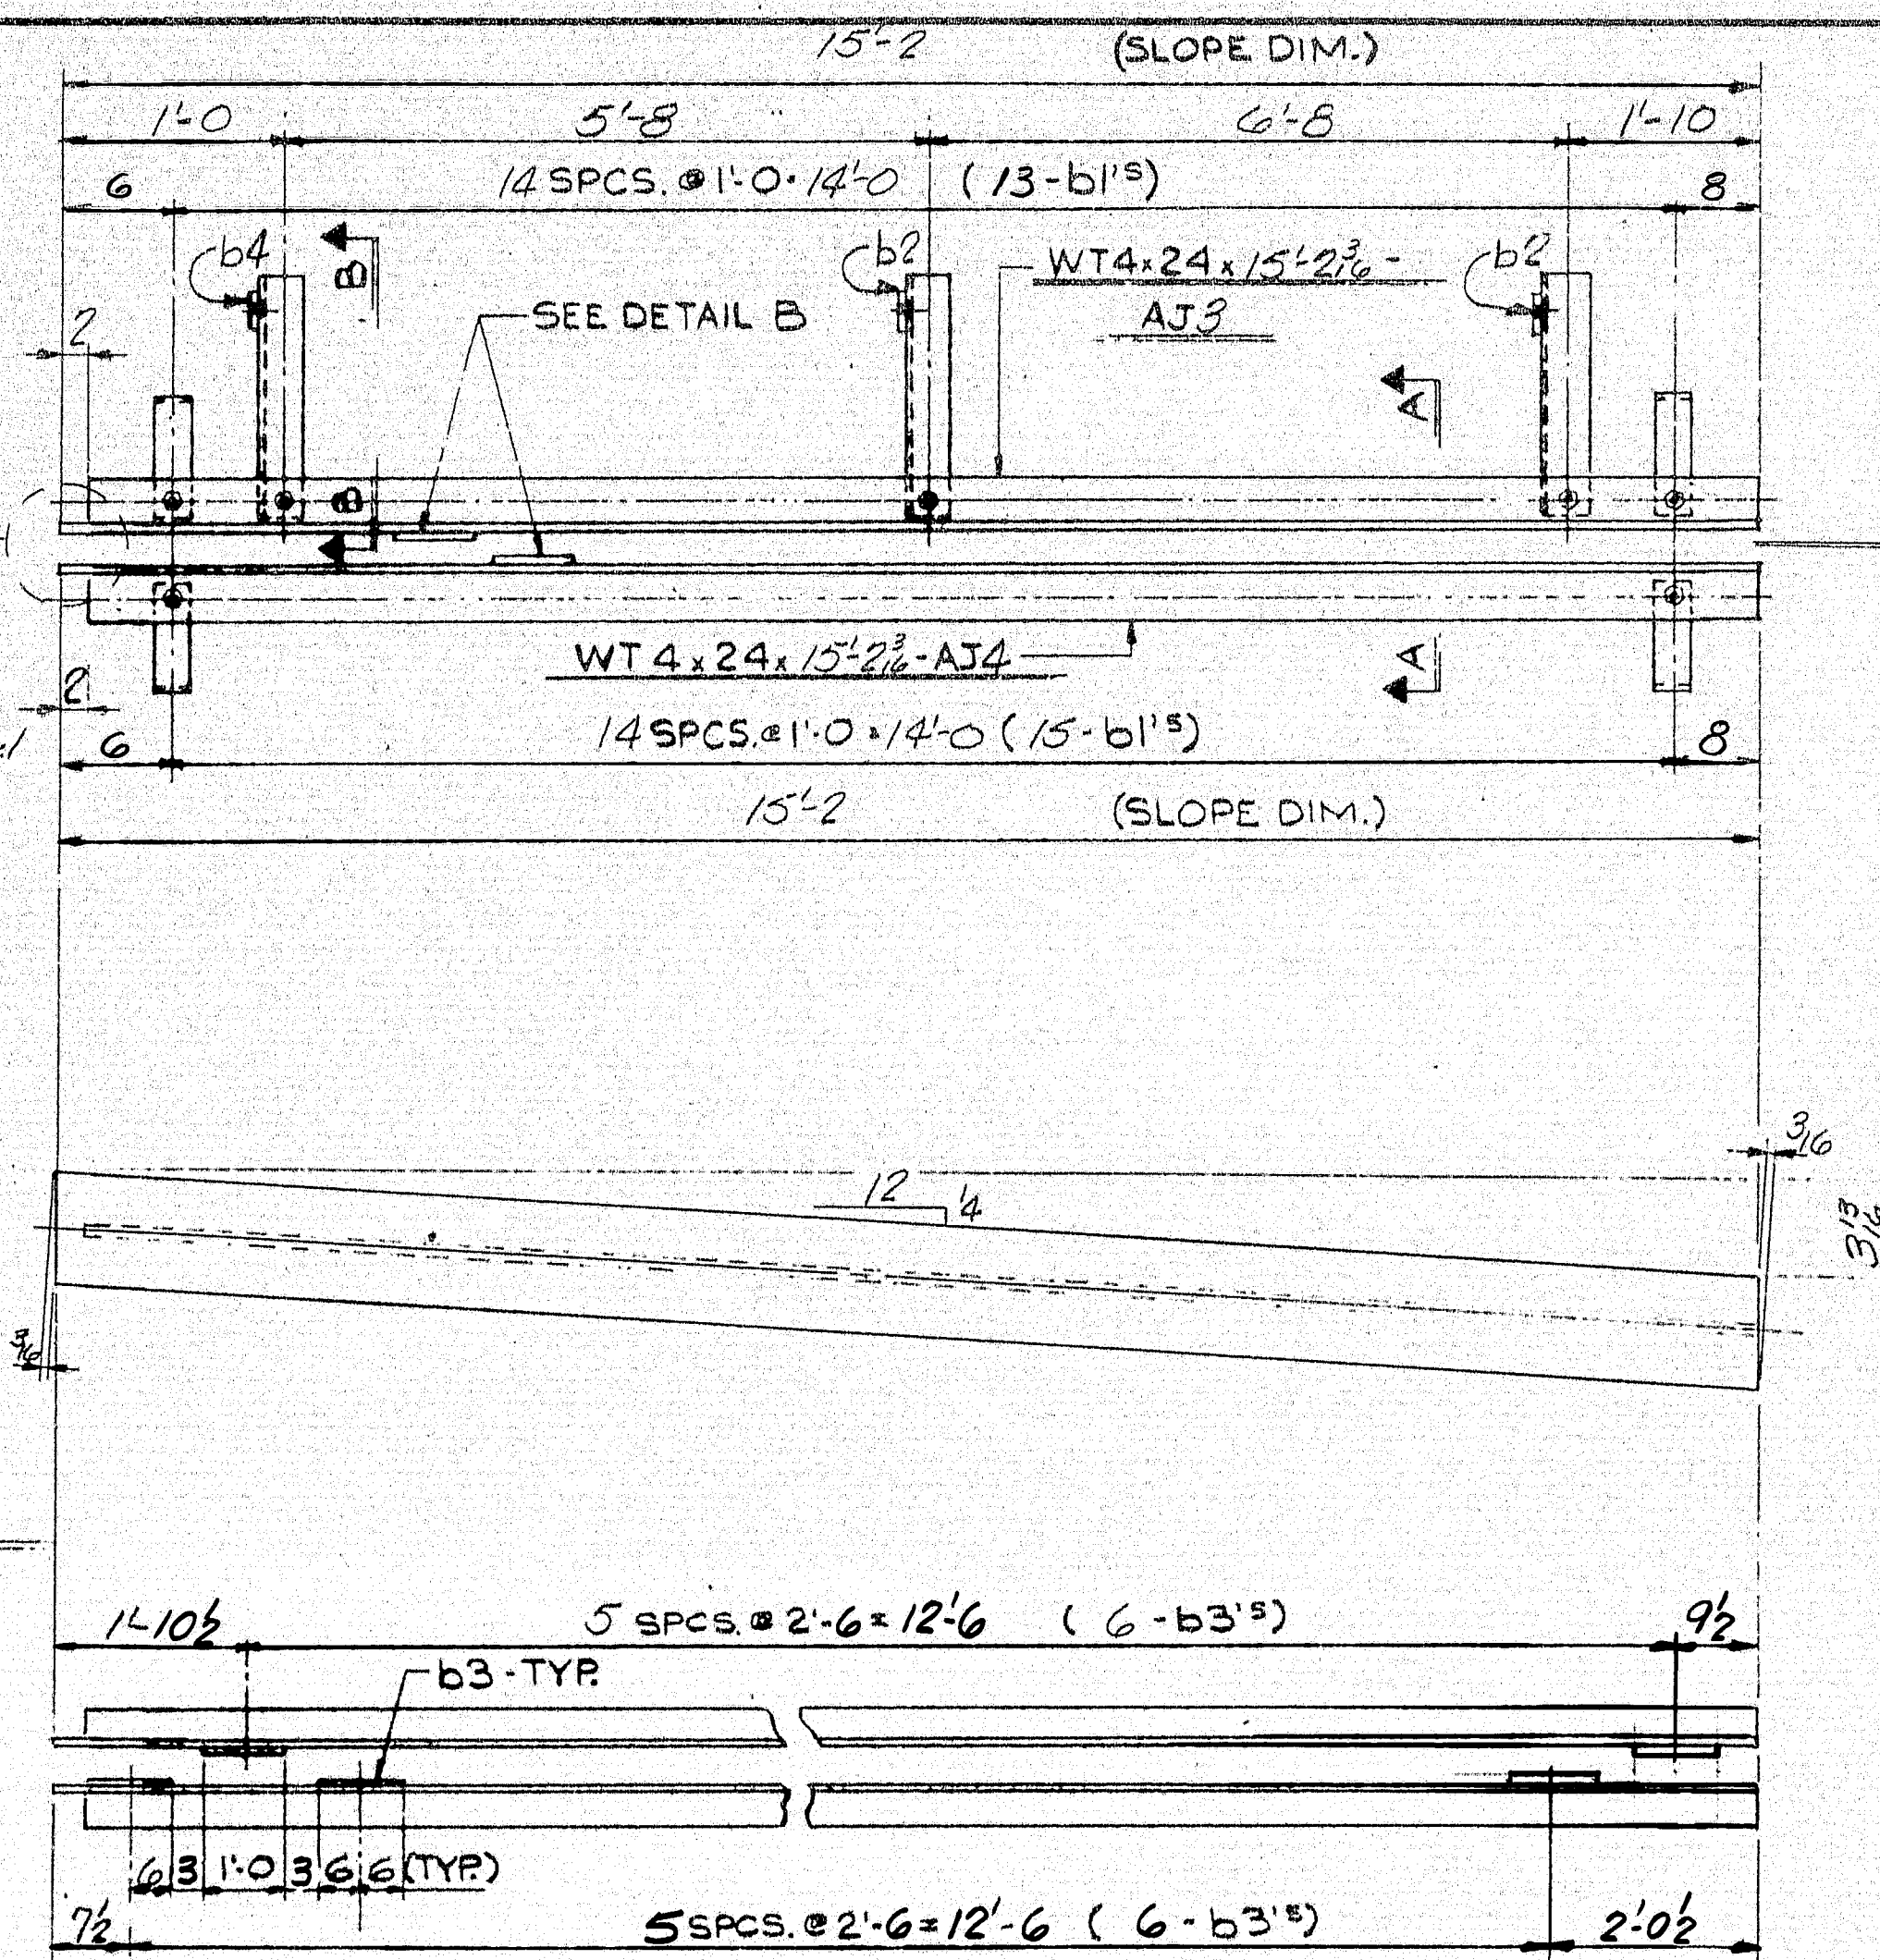 15'-2 (SLOPE DIM.)
1'-0 5'-8 6'-8 1'-10
6 14 SPCS. @ 1'-0 = 14'-0 (13-b1'S) 8
b4 B b2 WT4x24x15'-2 3/16 - b2
AJ3
2 SEE DETAIL B
A
B
WT 4x24x15'-2 3/16-AJ4 A
2
6 14 SPCS. @ 1'-0 = 14'-0 (15-b1'S) 8
15'-2 (SLOPE DIM.)
3/16
12 1/4 3 13/16
3/16
1'-10 1/2 5 SPCS. @ 2'-6 = 12'-6 (6-b3'S) 9 1/2
b3-TYP.
6 3 1'-0 3 6 6 (TYP.)
7 1/2 5 SPCS. @ 2'-6 = 12'-6 (6-b3'S) 2'-0 1/2